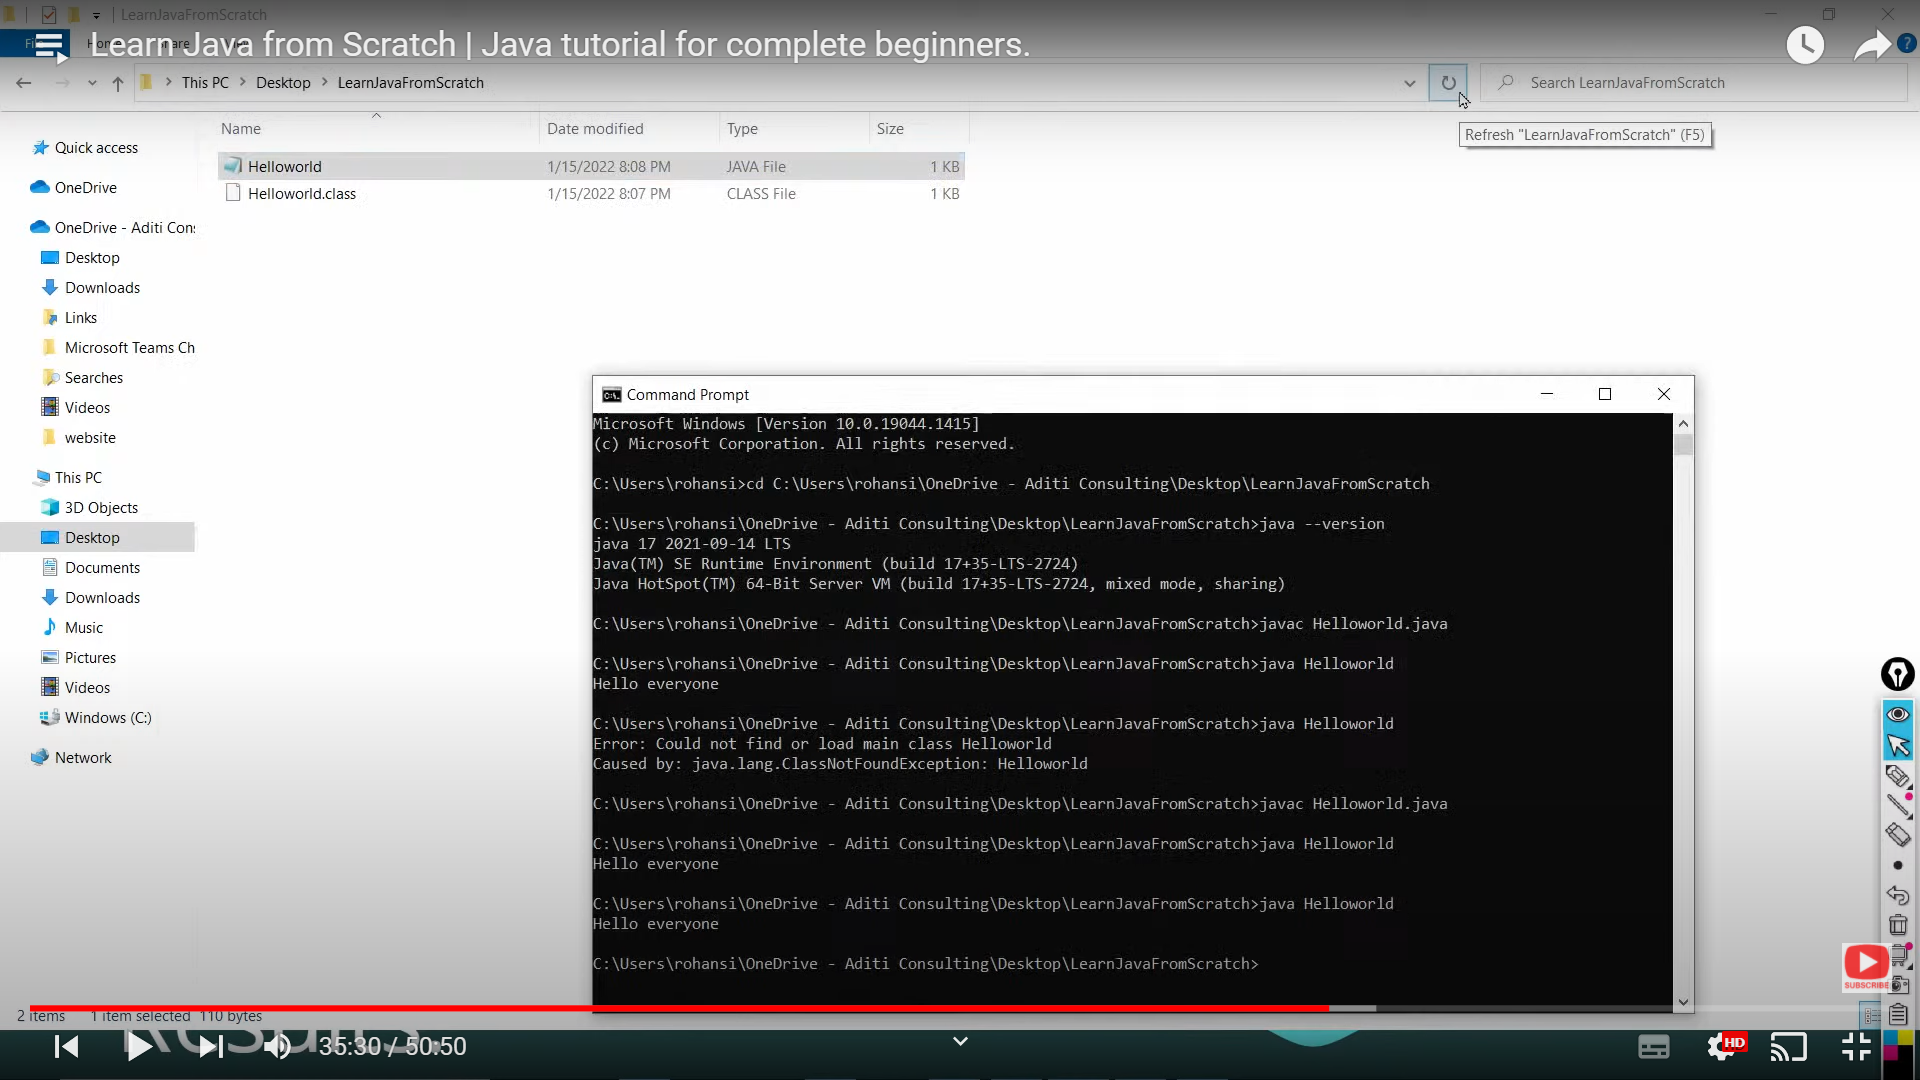 LearnJavaFromScratch
Learn Java from Scratch | Java tutorial for complete beginners.
This PC > Desktop > LearnJavaFromScratch
Search LearnJavaFromScratch
Refresh "LearnJavaFromScratch" (F5)
Name Date modified Type Size
Helloworld 1/15/2022 8:08 PM JAVA File 1 KB
Helloworld.class 1/15/2022 8:07 PM CLASS File 1 KB
Quick access
OneDrive
OneDrive - Aditi Con
Desktop
Downloads
Links
Microsoft Teams Ch
Searches
Videos
website
This PC
3D Objects
Desktop
Documents
Downloads
Music
Pictures
Videos
Windows (C:)
Network
Command Prompt
Microsoft Windows [Version 10.0.19044.1415]
(c) Microsoft Corporation. All rights reserved.
C:\Users\rohansi>cd C:\Users\rohansi\OneDrive - Aditi Consulting\Desktop\LearnJavaFromScratch
C:\Users\rohansi\OneDrive - Aditi Consulting\Desktop\LearnJavaFromScratch>java --version
java 17 2021-09-14 LTS
Java(TM) SE Runtime Environment (build 17+35-LTS-2724)
Java HotSpot(TM) 64-Bit Server VM (build 17+35-LTS-2724, mixed mode, sharing)
C:\Users\rohansi\OneDrive - Aditi Consulting\Desktop\LearnJavaFromScratch>javac Helloworld.java
C:\Users\rohansi\OneDrive - Aditi Consulting\Desktop\LearnJavaFromScratch>java Helloworld
Hello everyone
C:\Users\rohansi\OneDrive - Aditi Consulting\Desktop\LearnJavaFromScratch>java Helloworld
Error: Could not find or load main class Helloworld
Caused by: java.lang.ClassNotFoundException: Helloworld
C:\Users\rohansi\OneDrive - Aditi Consulting\Desktop\LearnJavaFromScratch>javac Helloworld.java
C:\Users\rohansi\OneDrive - Aditi Consulting\Desktop\LearnJavaFromScratch>java Helloworld
Hello everyone
C:\Users\rohansi\OneDrive - Aditi Consulting\Desktop\LearnJavaFromScratch>java Helloworld
Hello everyone
C:\Users\rohansi\OneDrive - Aditi Consulting\Desktop\LearnJavaFromScratch>
SUBSCRIBE
2 items 1 item selected 110 bytes
35:30 / 50:50
HD